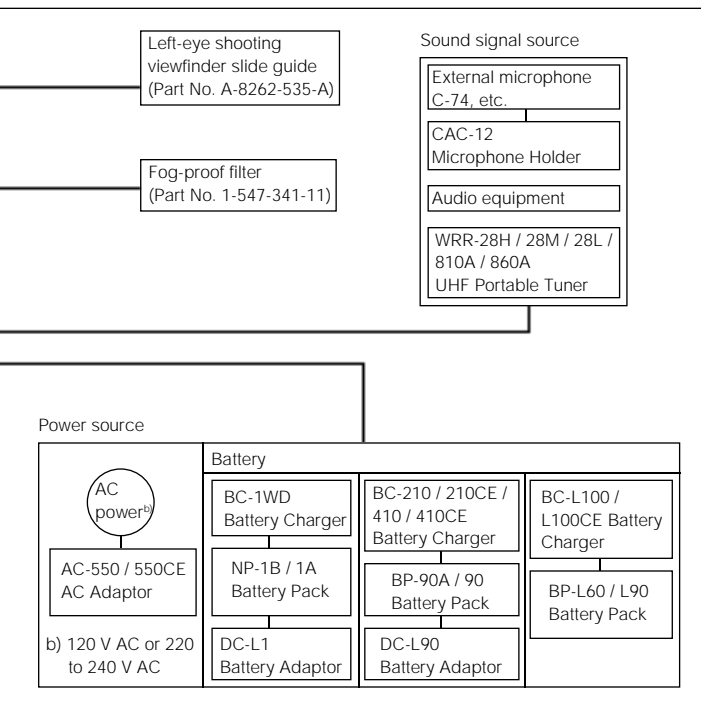 Left-eye shooting
viewfinder slide guide
(Part No. A-8262-535-A)
Fog-proof filter
(Part No. 1-547-341-11)
Sound signal source
External microphone
C-74, etc.
CAC-12
Microphone Holder
Audio equipment
WRR-28H / 28M / 28L /
810A / 860A
UHF Portable Tuner
Power source
AC
power b)
AC-550 / 550CE
AC Adaptor
b) 120 V AC or 220
to 240 V AC
Battery
BC-1WD
Battery Charger
NP-1B / 1A
Battery Pack
DC-L1
Battery Adaptor
BC-210 / 210CE /
410 / 410CE
Battery Charger
BP-90A / 90
Battery Pack
DC-L90
Battery Adaptor
BC-L100 /
L100CE Battery
Charger
BP-L60 / L90
Battery Pack